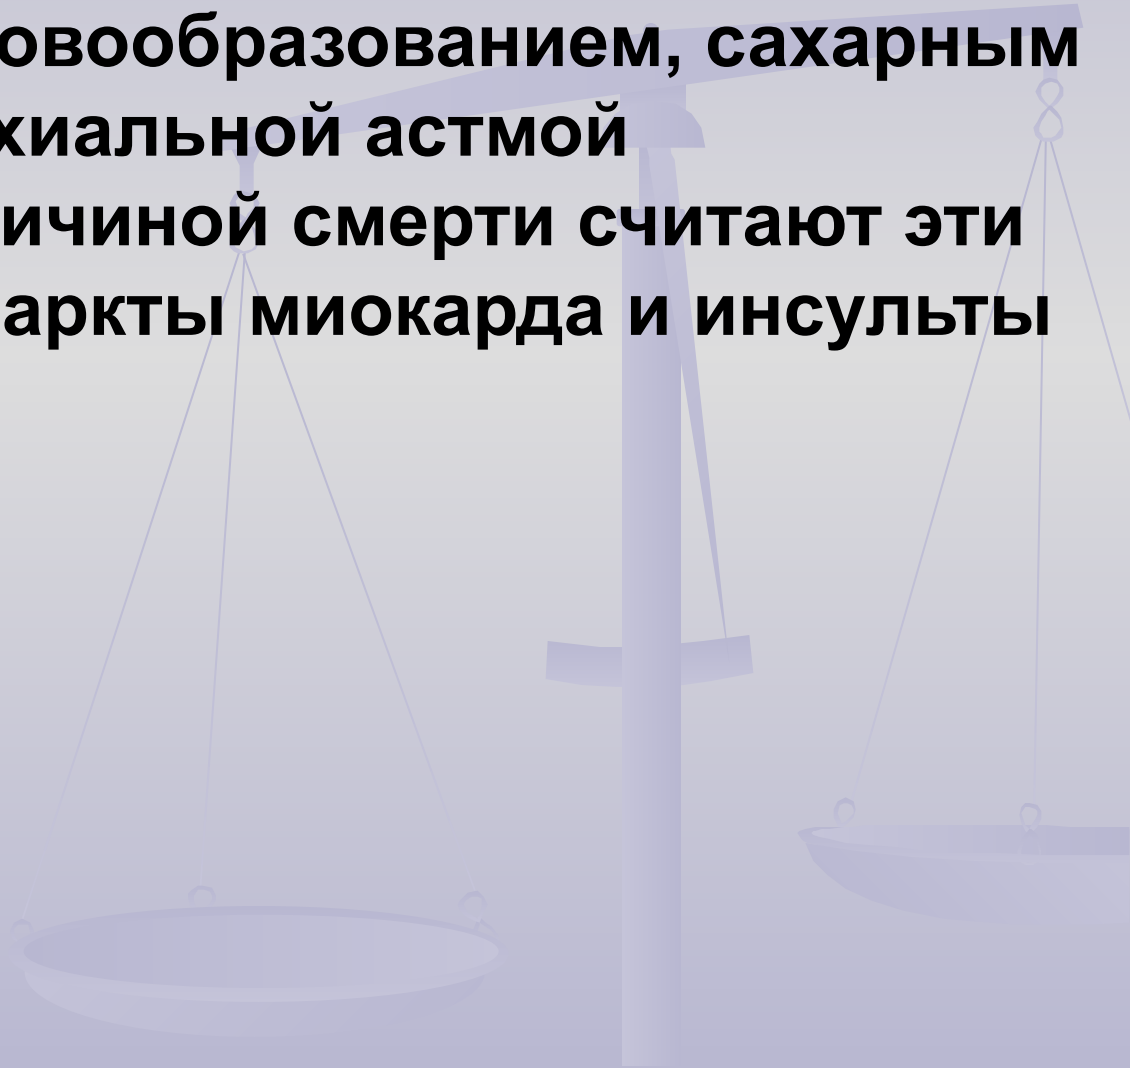 овообразованием, сахарным
хиальной астмой
ичиной смерти считают эти
аркты миокарда и инсульты